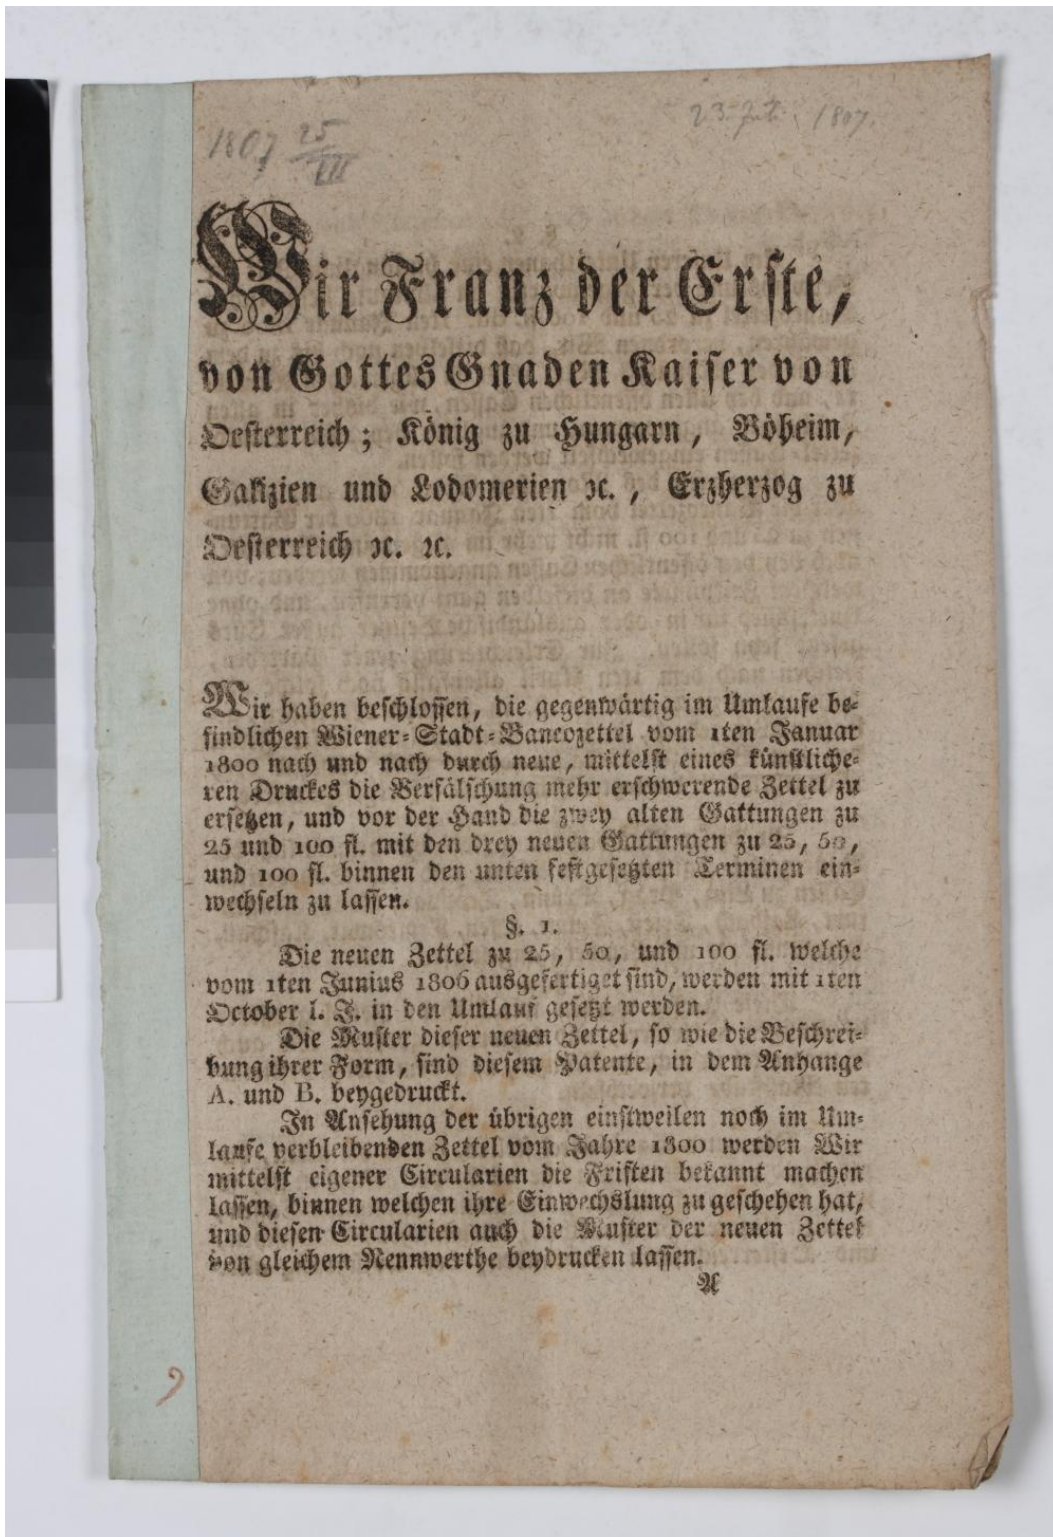 1807 25/VII
23. Juli 1807.
Wir Franz der Erste,
von Gottes Gnaden Kaiser von
Oesterreich; König zu Hungarn, Böheim,
Galizien und Lodomerien ꝛc., Erzherzog zu
Oesterreich ꝛc. ꝛc.
Wir haben beschlossen, die gegenwärtig im Umlaufe be-
findlichen Wiener-Stadt-Bancozettel vom 1ten Januar
1800 nach und nach durch neue, mittelst eines künstliche-
ren Druckes die Verfälschung mehr erschwerende Zettel zu
ersetzen, und vor der Hand die zwey alten Gattungen zu
25 und 100 fl. mit den drey neuen Gattungen zu 25, 50,
und 100 fl. binnen den unten festgesetzten Terminen ein-
wechseln zu lassen.
§. 1.
Die neuen Zettel zu 25, 50, und 100 fl. welche
vom 1ten Junius 1806 ausgefertiget sind, werden mit 1ten
October l. J. in den Umlauf gesetzt werden.
Die Muster dieser neuen Zettel, so wie die Beschrei-
bung ihrer Form, sind diesem Patente, in dem Anhange
A. und B. beygedruckt.
In Ansehung der übrigen einstweilen noch im Um-
laufe verbleibenden Zettel vom Jahre 1800 werden Wir
mittelst eigener Circularien die Fristen bekannt machen
lassen, binnen welchen ihre Einwechslung zu geschehen hat,
und diesen Circularien auch die Muster der neuen Zettel
von gleichem Nennwerthe beydrucken lassen.
A
9